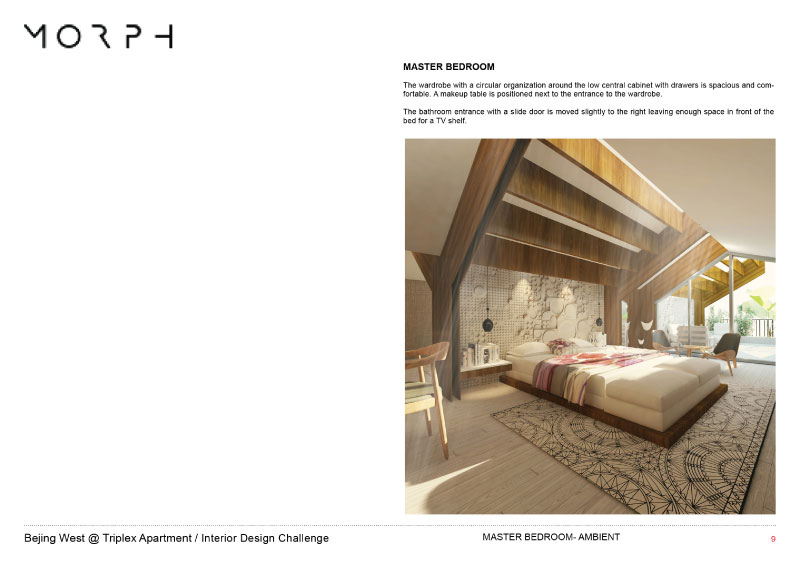 MORPH
MASTER BEDROOM
The wardrobe with a circular organization around the low central cabinet with drawers is spacious and com-
fortable. A makeup table is positioned next to the entrance to the wardrobe.
The bathroom entrance with a slide door is moved slightly to the right leaving enough space in front of the
bed for a TV shelf.
Bejing West @ Triplex Apartment / Interior Design Challenge
MASTER BEDROOM- AMBIENT
9